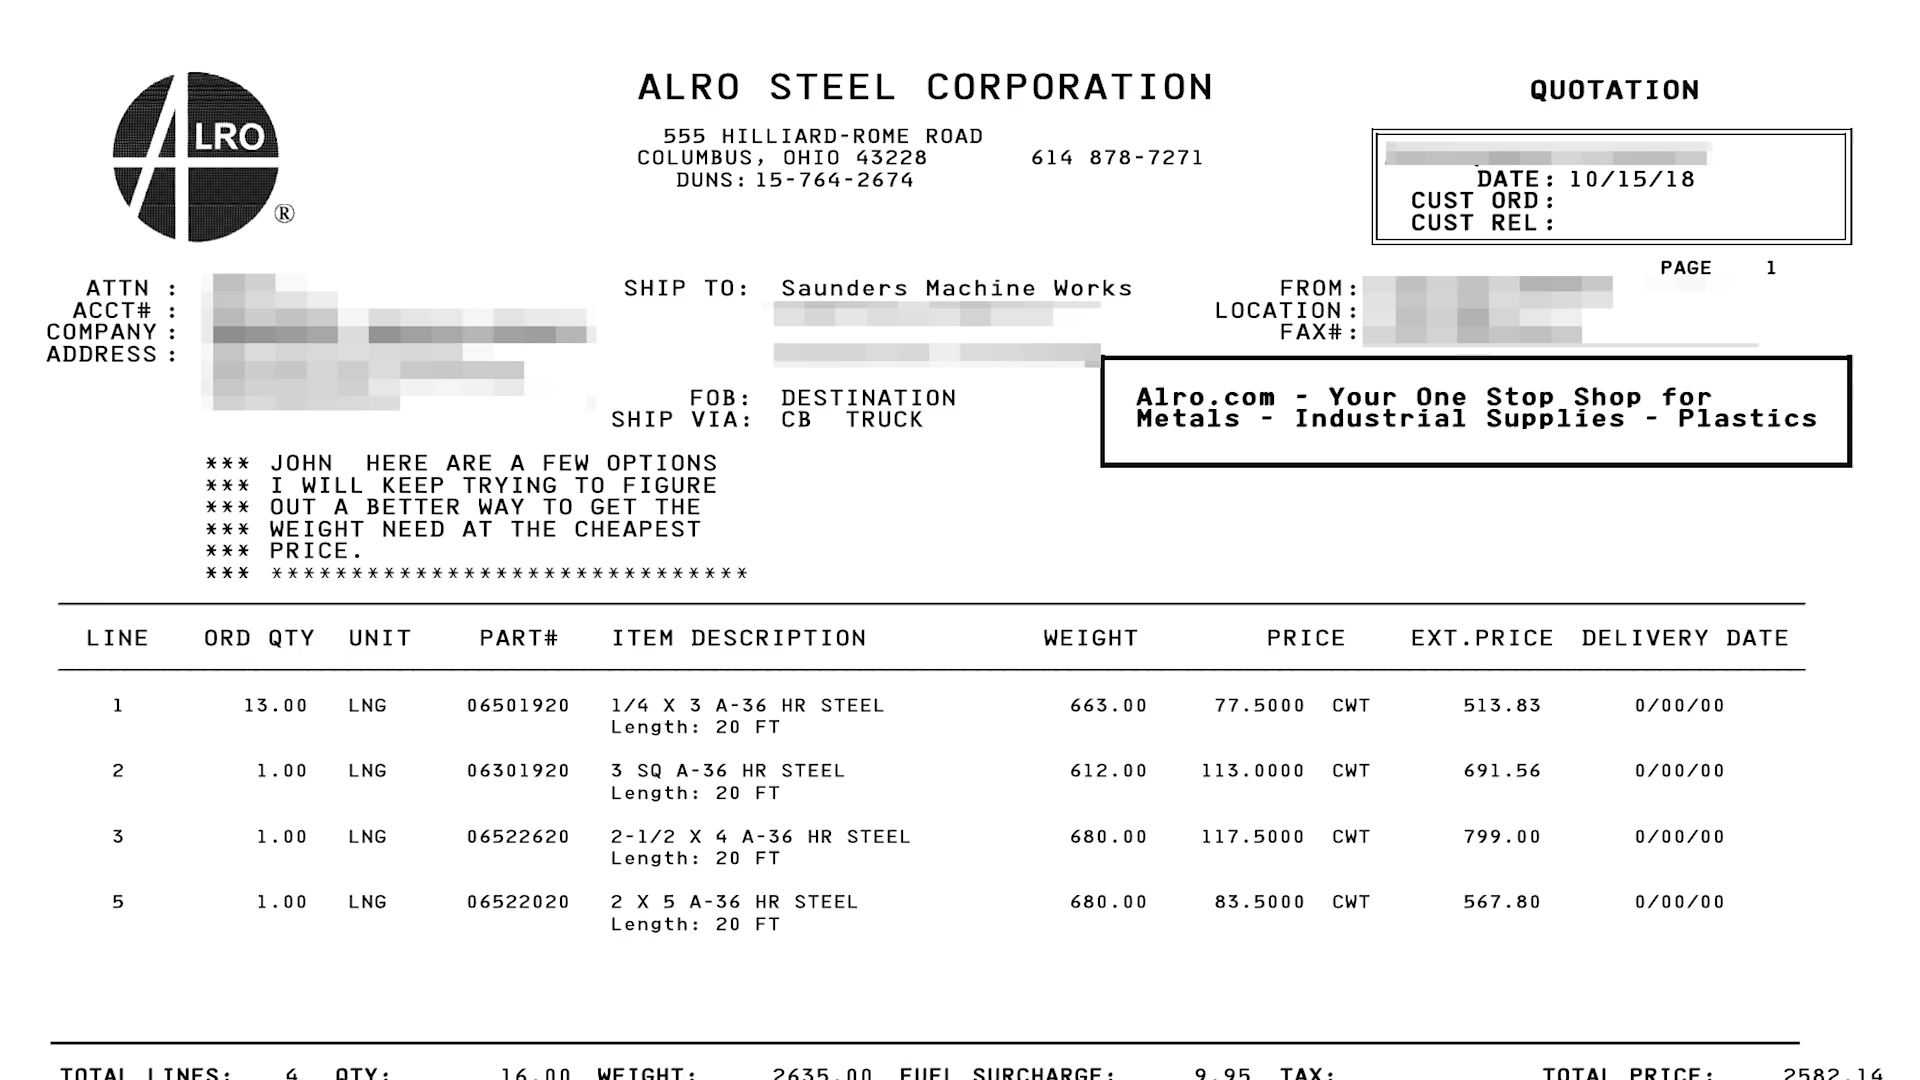 ALRO STEEL CORPORATION
QUOTATION
ALRO ®
555 HILLIARD-ROME ROAD
COLUMBUS, OHIO 43228 614 878-7271
DUNS: 15-764-2674
DATE: 10/15/18
CUST ORD:
CUST REL:
PAGE 1
ATTN :
ACCT# :
COMPANY :
ADDRESS :
SHIP TO: Saunders Machine Works
FROM:
LOCATION:
FAX#:
FOB: DESTINATION
SHIP VIA: CB TRUCK
Alro.com - Your One Stop Shop for
Metals - Industrial Supplies - Plastics
*** JOHN HERE ARE A FEW OPTIONS
*** I WILL KEEP TRYING TO FIGURE
*** OUT A BETTER WAY TO GET THE
*** WEIGHT NEED AT THE CHEAPEST
*** PRICE.
*** ******************************
LINE ORD QTY UNIT PART# ITEM DESCRIPTION WEIGHT PRICE EXT.PRICE DELIVERY DATE
1 13.00 LNG 06501920 1/4 X 3 A-36 HR STEEL 663.00 77.5000 CWT 513.83 0/00/00
Length: 20 FT
2 1.00 LNG 06301920 3 SQ A-36 HR STEEL 612.00 113.0000 CWT 691.56 0/00/00
Length: 20 FT
3 1.00 LNG 06522620 2-1/2 X 4 A-36 HR STEEL 680.00 117.5000 CWT 799.00 0/00/00
Length: 20 FT
5 1.00 LNG 06522020 2 X 5 A-36 HR STEEL 680.00 83.5000 CWT 567.80 0/00/00
Length: 20 FT
TOTAL LINES: 4 QTY: 16.00 WEIGHT: 2635.00 FUEL SURCHARGE: 9.95 TAX: TOTAL PRICE: 2582.14